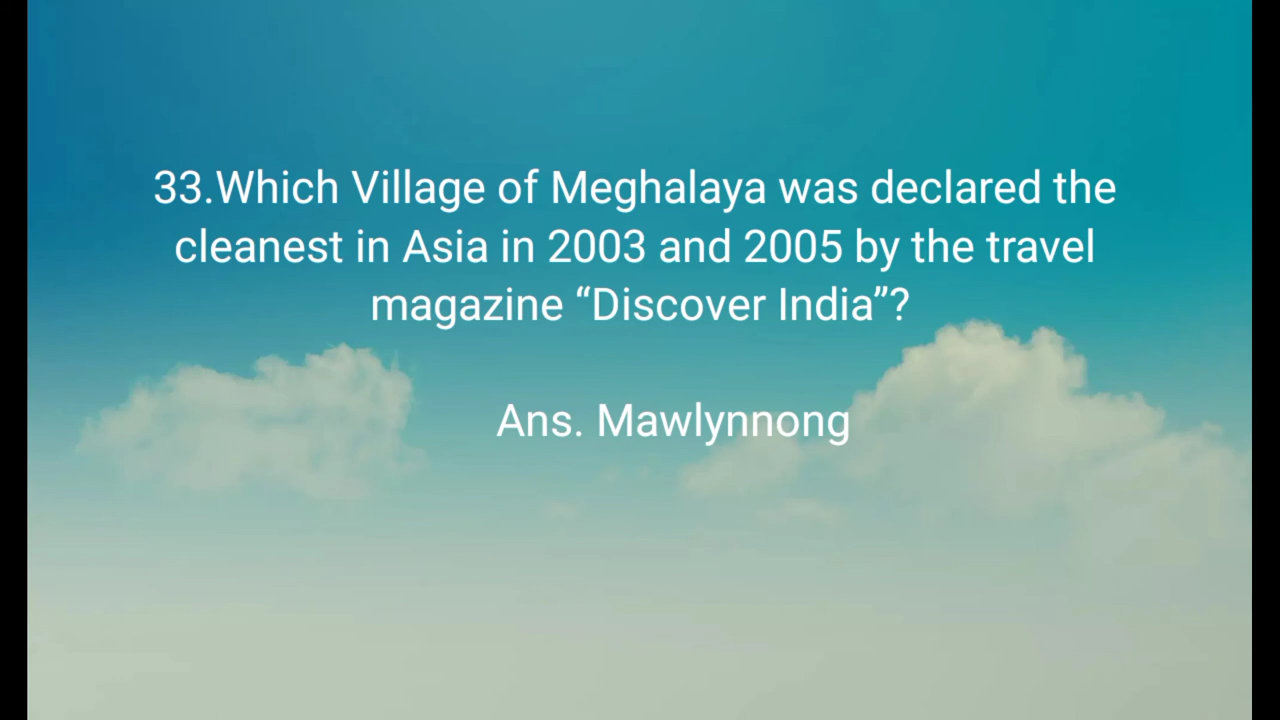 33.Which Village of Meghalaya was declared the
cleanest in Asia in 2003 and 2005 by the travel
magazine “Discover India”?
Ans. Mawlynnong